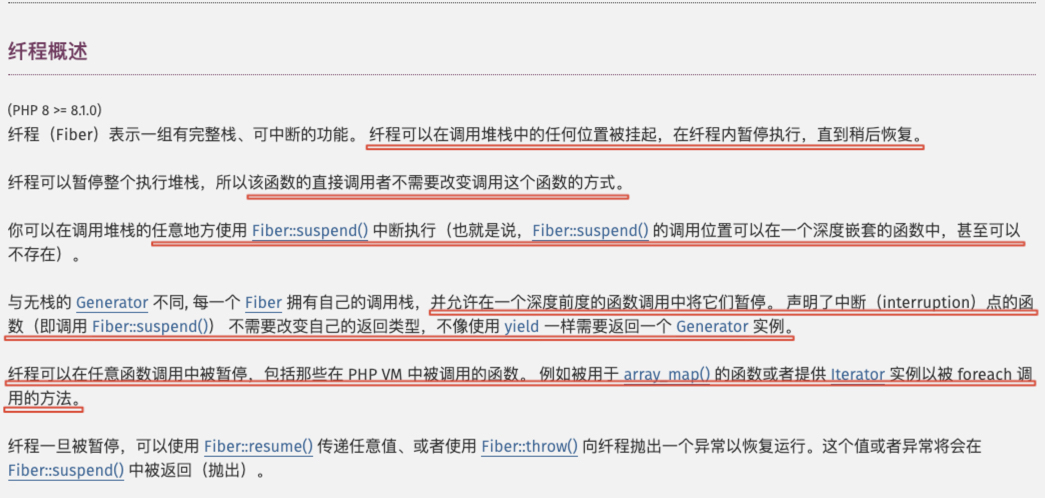 纤程概述
(PHP 8 >= 8.1.0)
纤程（Fiber）表示一组有完整栈、可中断的功能。 纤程可以在调用堆栈中的任何位置被挂起，在纤程内暂停执行，直到稍后恢复。
纤程可以暂停整个执行堆栈，所以该函数的直接调用者不需要改变调用这个函数的方式。
你可以在调用堆栈的任意地方使用 Fiber::suspend() 中断执行（也就是说，Fiber::suspend() 的调用位置可以在一个深度嵌套的函数中，甚至可以
不存在）。
与无栈的 Generator 不同, 每一个 Fiber 拥有自己的调用栈，并允许在一个深度前度的函数调用中将它们暂停。 声明了中断（interruption）点的函
数（即调用 Fiber::suspend()） 不需要改变自己的返回类型，不像使用 yield 一样需要返回一个 Generator 实例。
纤程可以在任意函数调用中被暂停，包括那些在 PHP VM 中被调用的函数。 例如被用于 array_map() 的函数或者提供 Iterator 实例以被 foreach 调
用的方法。
纤程一旦被暂停，可以使用 Fiber::resume() 传递任意值、或者使用 Fiber::throw() 向纤程抛出一个异常以恢复运行。这个值或者异常将会在
Fiber::suspend() 中被返回（抛出）。